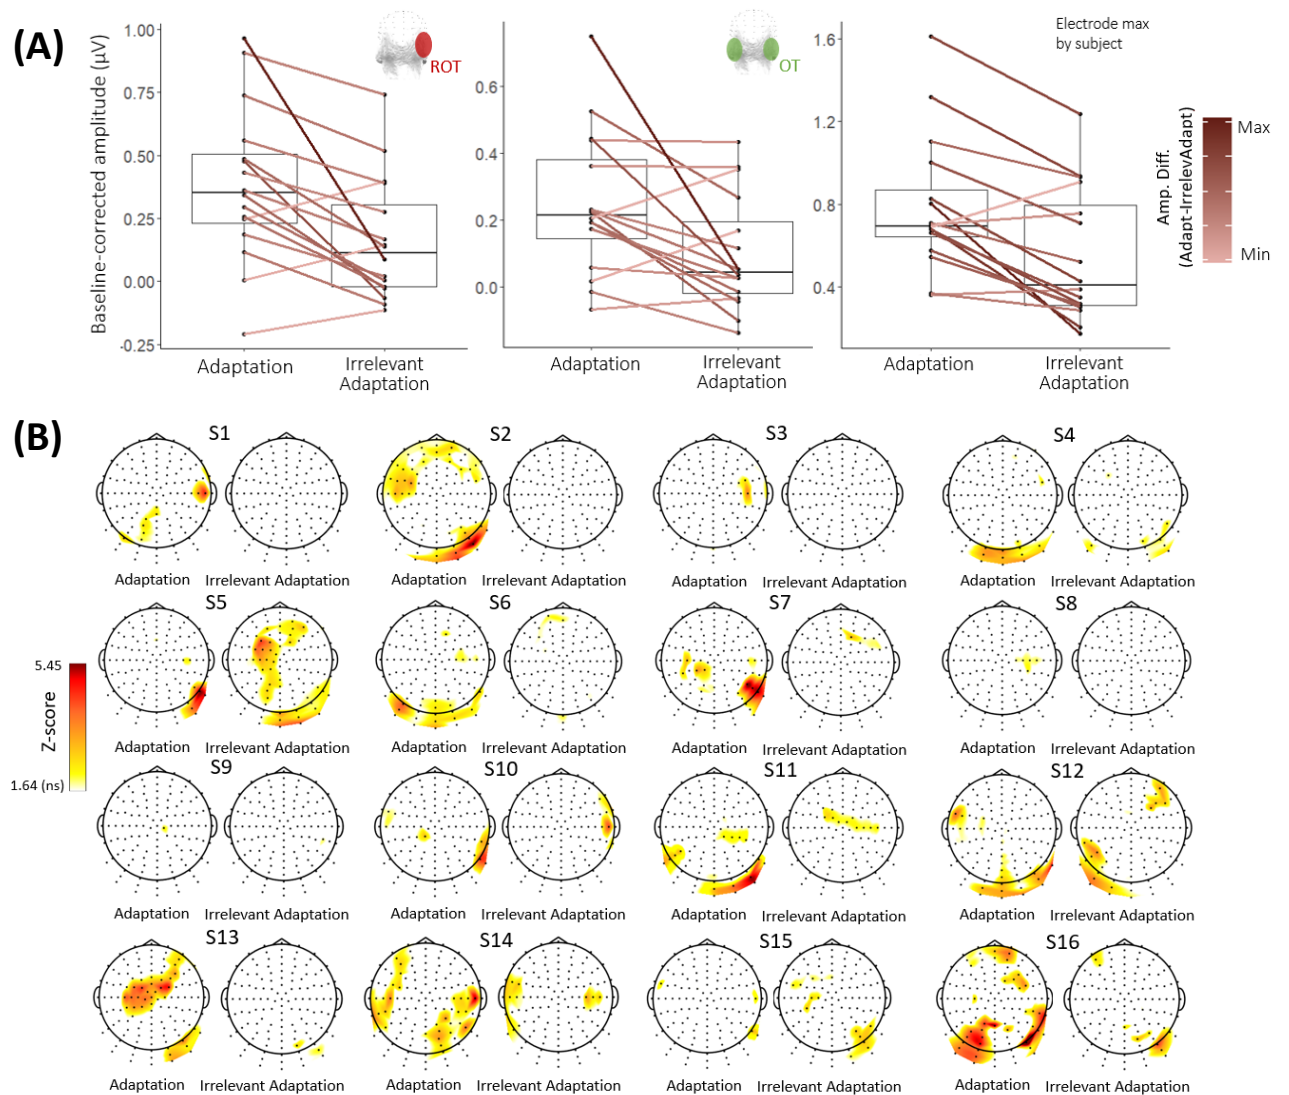 (A)
Baseline-corrected amplitude (µV)
1.00
0.75
0.50
0.25
0.00
-0.25
ROT
Adaptation
Irrelevant
Adaptation
0.6
0.4
0.2
0.0
OT
Adaptation
Irrelevant
Adaptation
1.6
1.2
0.8
0.4
Electrode max
by subject
Adaptation
Irrelevant
Adaptation
Amp. Diff.
(Adapt-IrrelevAdapt)
Max
Min
(B)
S1
Adaptation Irrelevant Adaptation
S2
Adaptation Irrelevant Adaptation
S3
Adaptation Irrelevant Adaptation
S4
Adaptation Irrelevant Adaptation
S5
Adaptation Irrelevant Adaptation
S6
Adaptation Irrelevant Adaptation
S7
Adaptation Irrelevant Adaptation
S8
Adaptation Irrelevant Adaptation
5.45
Z-score
1.64 (ns)
S9
Adaptation Irrelevant Adaptation
S10
Adaptation Irrelevant Adaptation
S11
Adaptation Irrelevant Adaptation
S12
Adaptation Irrelevant Adaptation
S13
Adaptation Irrelevant Adaptation
S14
Adaptation Irrelevant Adaptation
S15
Adaptation Irrelevant Adaptation
S16
Adaptation Irrelevant Adaptation